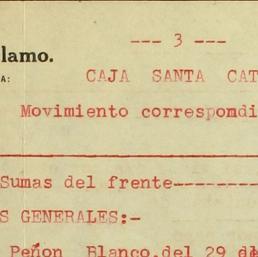 --- 3 ---
lamo.
A:
CAJA SANTA CAT
Movimiento correspondi
Sumas del frente--------
S GENERALES:-
Peñon Blanco.del 29